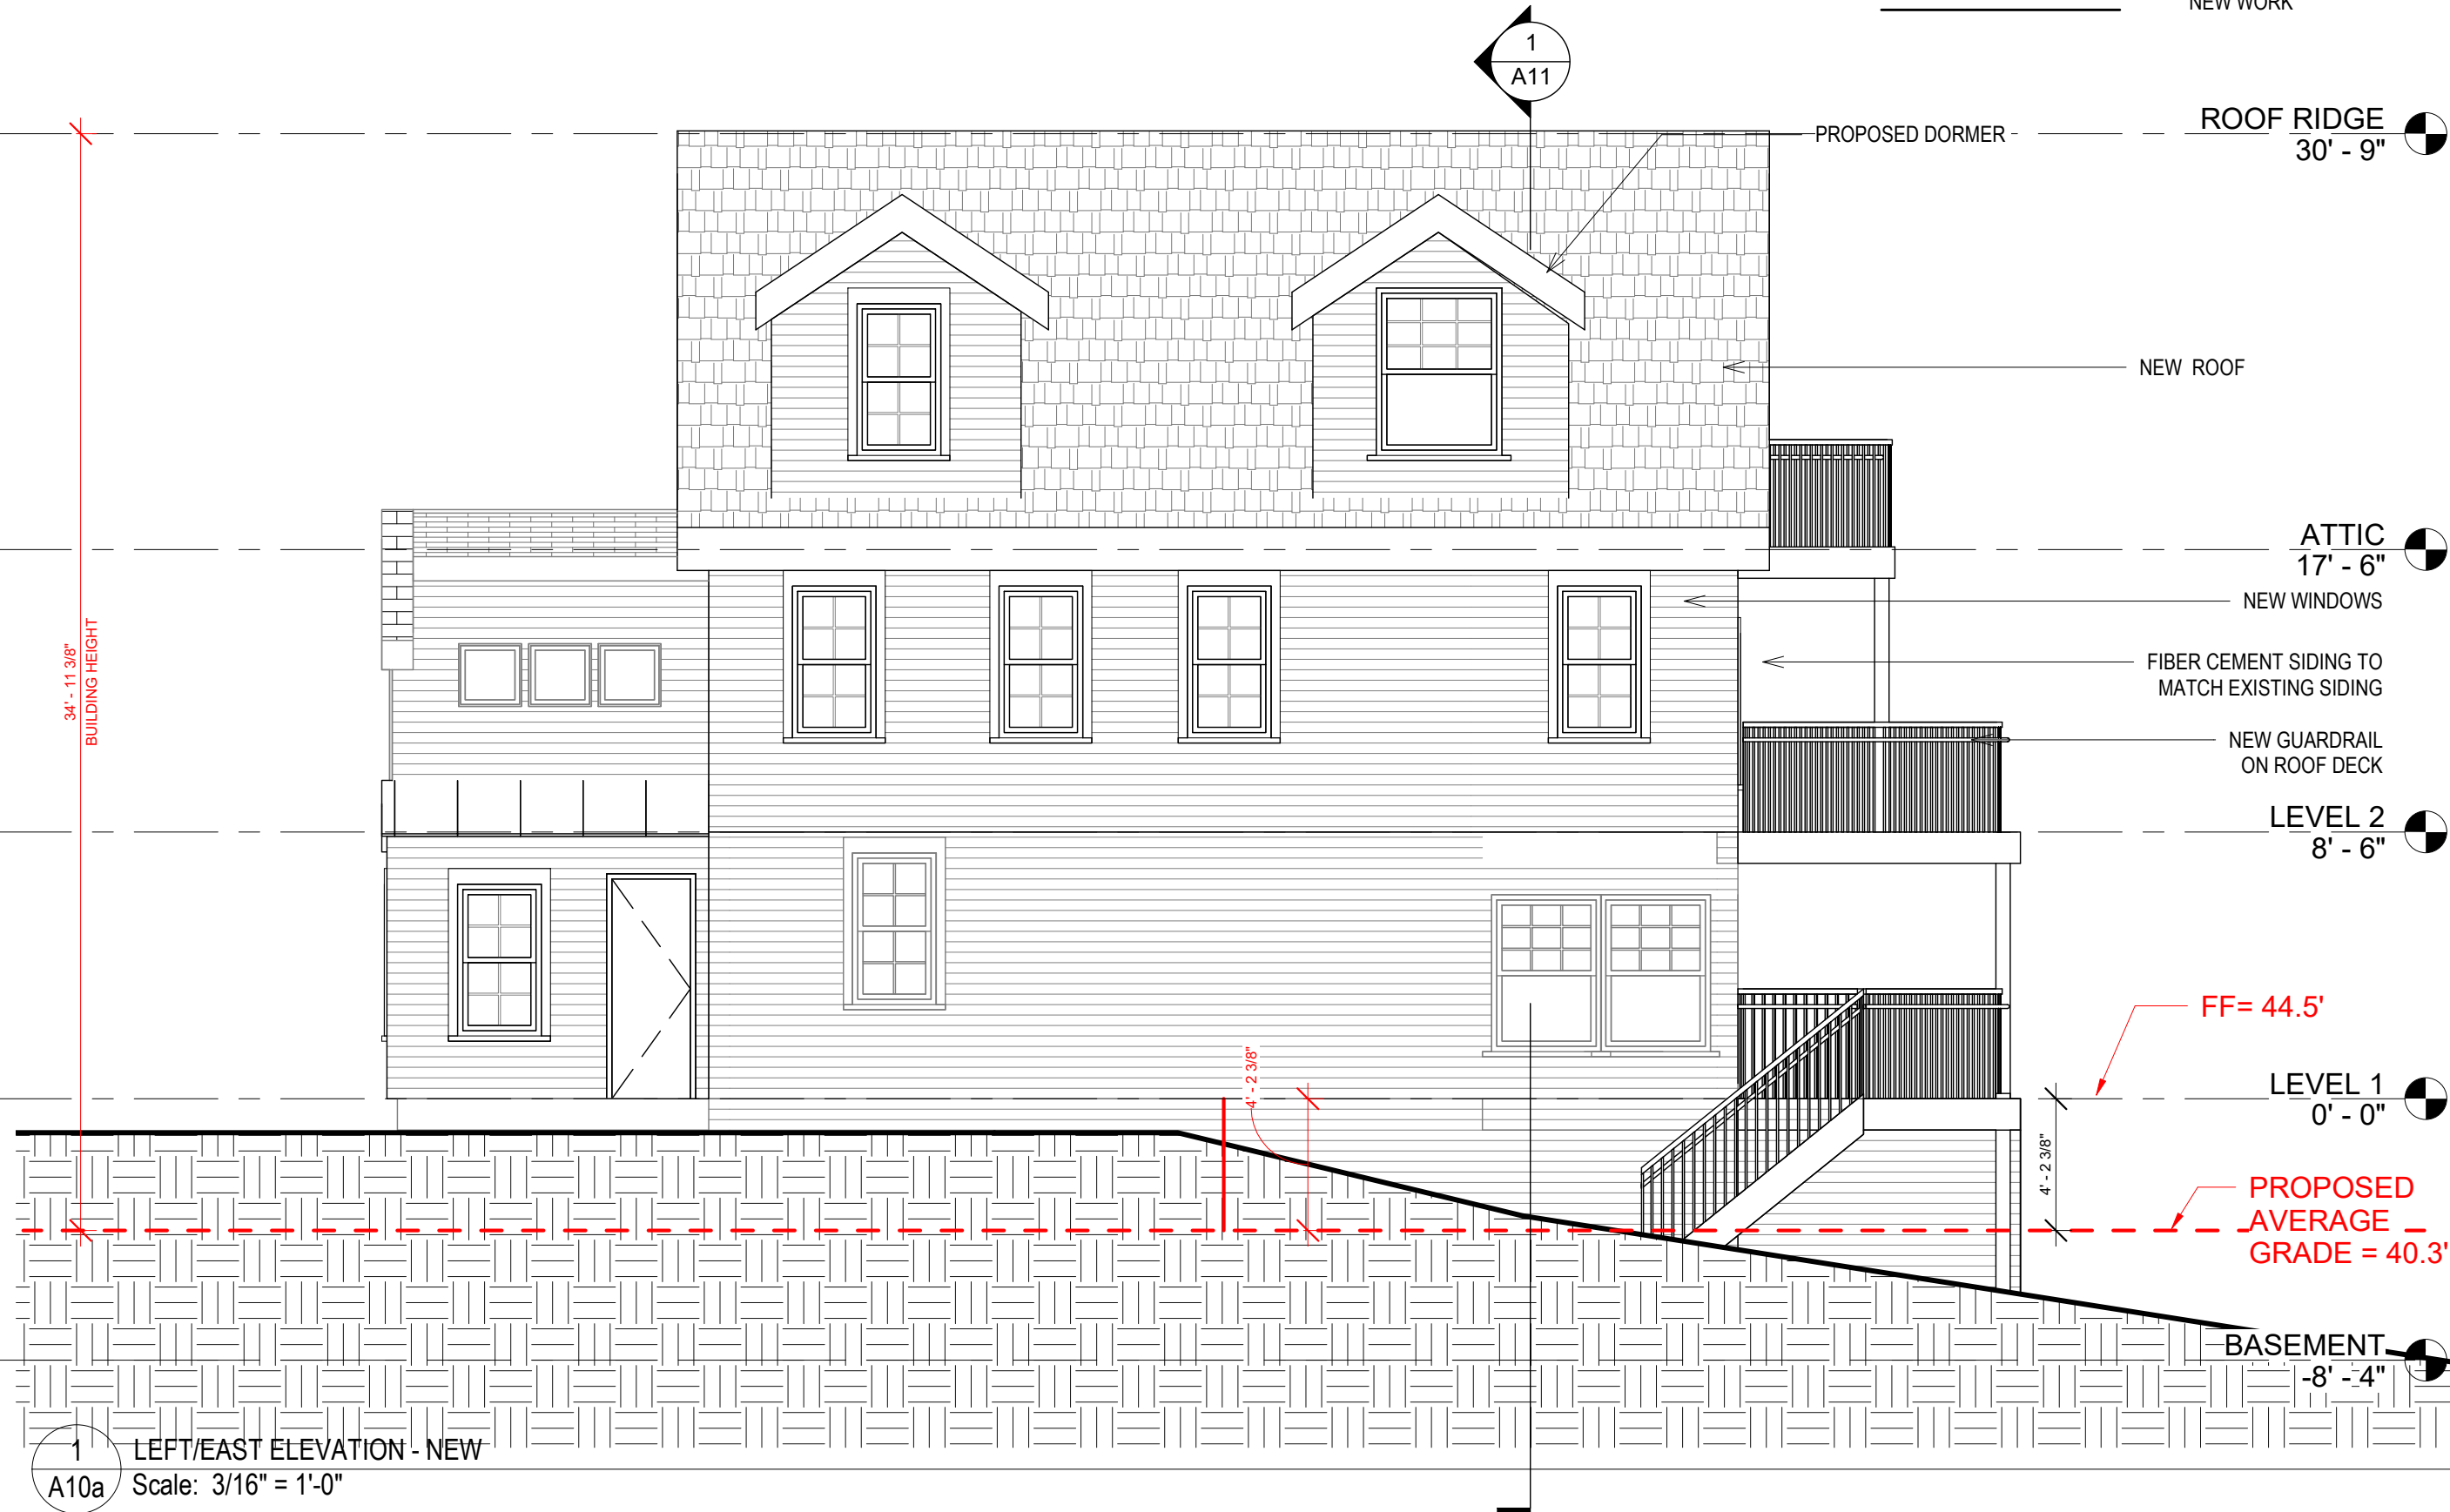 NEW WORK
1
A11
ROOF RIDGE
30' - 9"
PROPOSED DORMER
NEW ROOF
ATTIC
17' - 6"
NEW WINDOWS
34' - 11 3/8"
BUILDING HEIGHT
FIBER CEMENT SIDING TO
MATCH EXISTING SIDING
NEW GUARDRAIL
ON ROOF DECK
LEVEL 2
8' - 6"
FF= 44.5'
4' - 2 3/8"
LEVEL 1
0' - 0"
4' - 2 3/8"
PROPOSED
AVERAGE
GRADE = 40.3'
BASEMENT
-8' - 4"
1
A10a
LEFT/EAST ELEVATION - NEW
Scale: 3/16" = 1'-0"